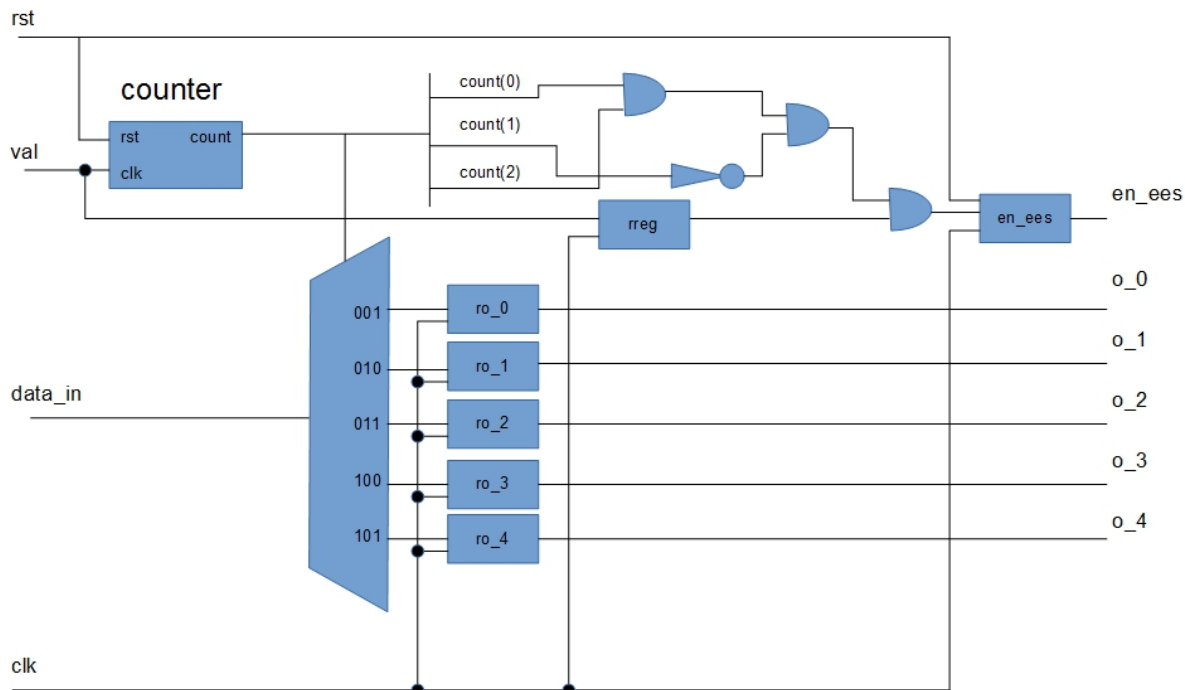 rst
counter
count(0)
rst count
count(1)
val
clk
count(2)
en_ees
rreg
en_ees
o_0
001
ro_0
o_1
010
ro_1
data_in
o_2
011
ro_2
o_3
100
ro_3
o_4
101
ro_4
clk